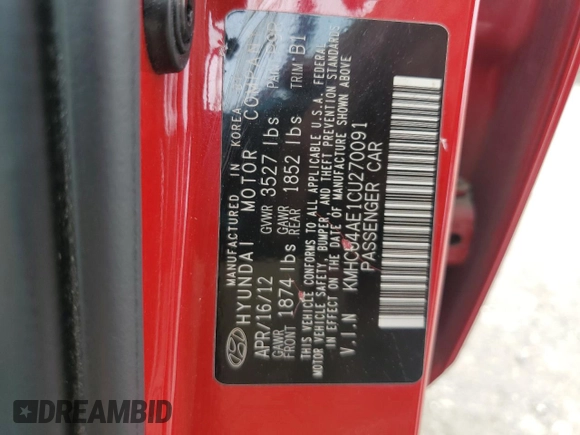 MANUFACTURED IN KOREA
HYUNDAI MOTOR
APR/16/12 GVWR 3527 lbs
GAWR FRONT 1874 lbs GAWR REAR 1852 lbs TRIM: B1
THIS VEHICLE CONFORMS TO ALL APPLICABLE U.S.A. FEDERAL
MOTOR VEHICLE SAFETY, BUMPER, AND THEFT PREVENTION STANDARDS
IN EFFECT ON THE DATE OF MANUFACTURE SHOWN ABOVE
V.I.N KMHC54AE1CU270091
PASSENGER CAR
DREAMBID